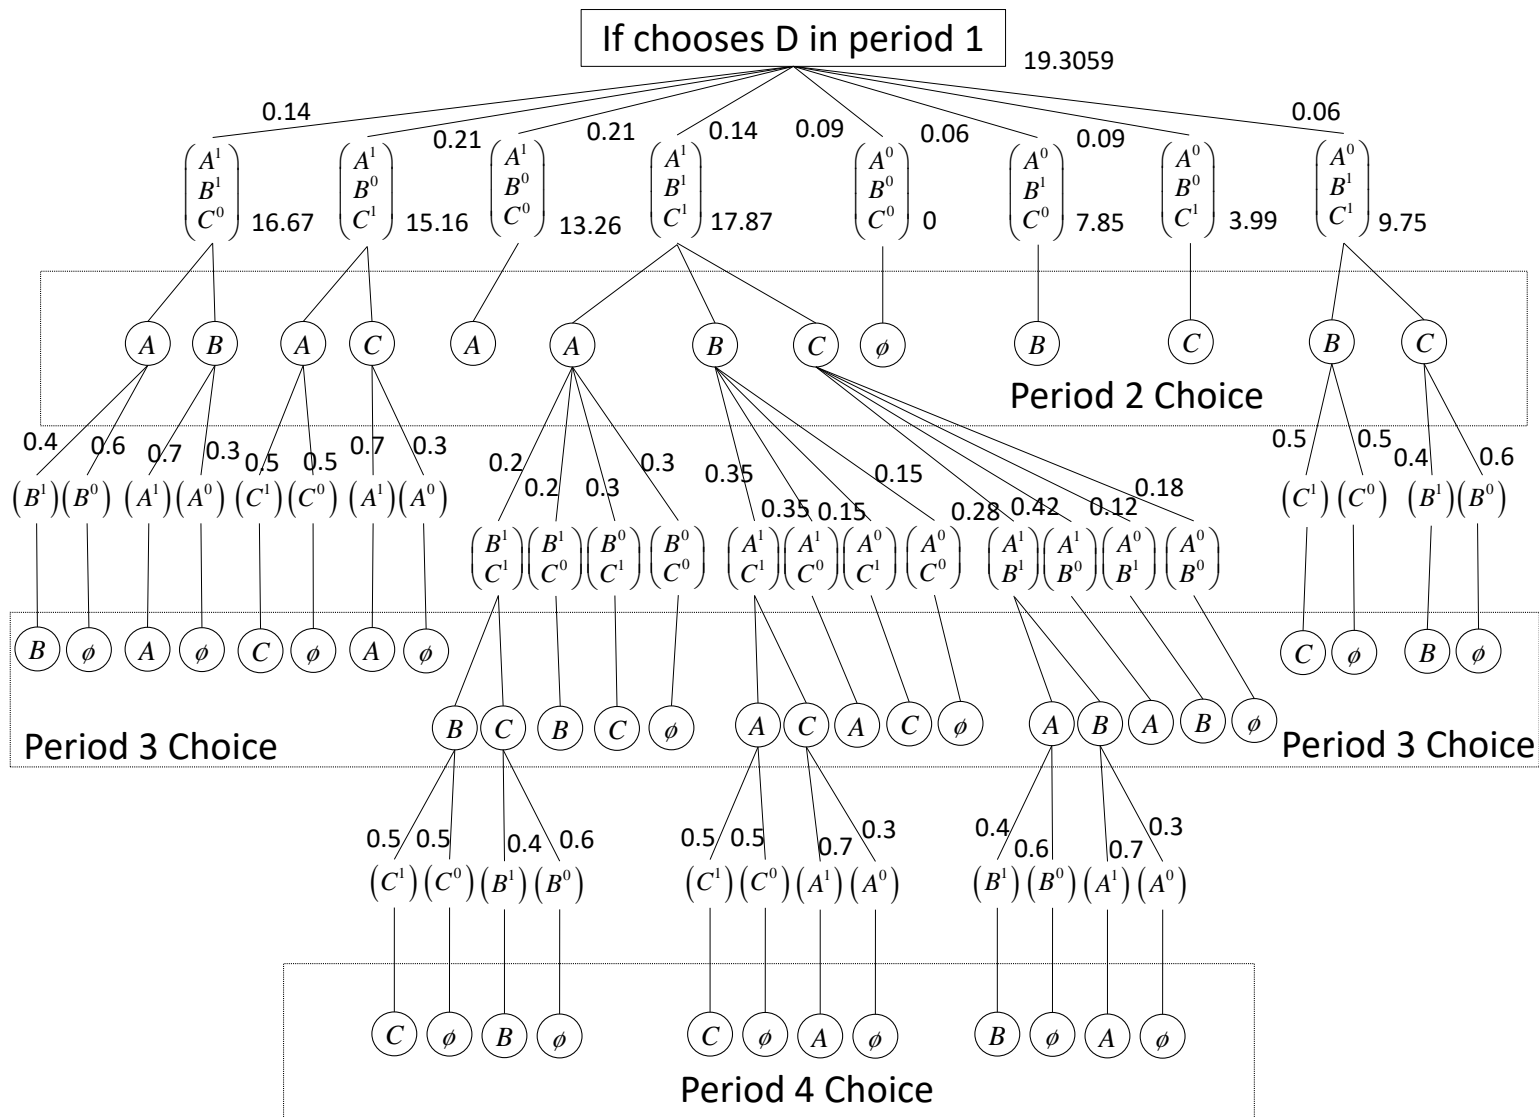 If chooses D in period 1
19.3059
0.14 0.21 0.21 0.14 0.09 0.06 0.09 0.06
A¹ A¹ A¹ A¹ A⁰ A⁰ A⁰ A⁰
B¹ B⁰ B⁰ B¹ B⁰ B¹ B⁰ B¹
C⁰ 16.67 C¹ 15.16 C⁰ 13.26 C¹ 17.87 C⁰ 0 C⁰ 7.85 C¹ 3.99 C¹ 9.75
A B A C A A B C ϕ B C B C
Period 2 Choice
0.4 0.6 0.7 0.3 0.5 0.5 0.7 0.3 0.5 0.5 0.4 0.6
(B¹) (B⁰) (A¹) (A⁰) (C¹) (C⁰) (A¹) (A⁰) (C¹) (C⁰) (B¹) (B⁰)
0.2 0.2 0.3 0.3 0.35 0.35 0.15 0.15 0.28 0.42 0.12 0.18
B¹ B¹ B⁰ B⁰ A¹ A¹ A⁰ A⁰ A¹ A¹ A⁰ A⁰
C¹ C⁰ C¹ C⁰ C¹ C⁰ C¹ C⁰ B¹ B⁰ B¹ B⁰
B ϕ A ϕ C ϕ A ϕ C ϕ B ϕ
B C B C ϕ A C A C ϕ A B A B ϕ
Period 3 Choice Period 3 Choice
0.5 0.5 0.4 0.6 0.5 0.5 0.7 0.3 0.4 0.6 0.7 0.3
(C¹) (C⁰) (B¹) (B⁰) (C¹) (C⁰) (A¹) (A⁰) (B¹) (B⁰) (A¹) (A⁰)
C ϕ B ϕ C ϕ A ϕ B ϕ A ϕ
Period 4 Choice